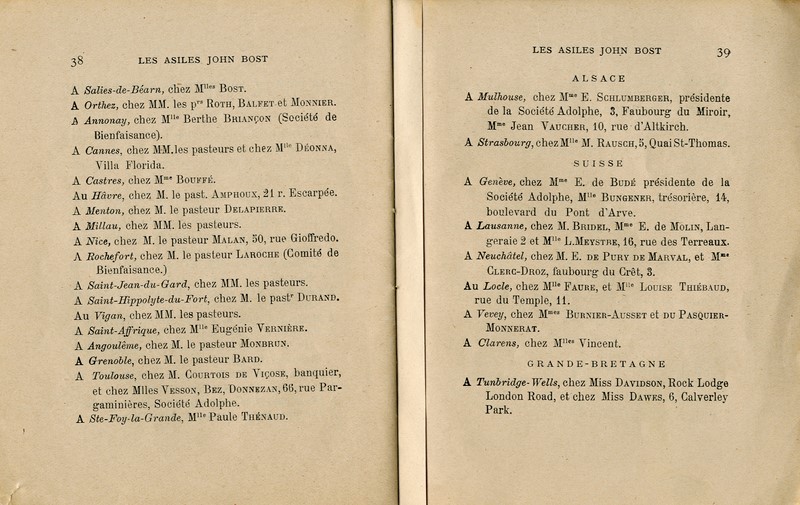 38
LES ASILES JOHN BOST
A Salies-de-Béarn, chez Mlles BOST.
A Orthez, chez MM. les prs ROTH, BALFET et MONNIER.
A Annonay, chez Mlle Berthe BRIANÇON (Société de
Bienfaisance).
A Cannes, chez MM.les pasteurs et chez Mlle DÉONNA,
Villa Florida.
A Castres, chez Mme BOUFFÉ.
Au Hâvre, chez M. le past. AMPHOUX, 21 r. Escarpée.
A Menton, chez M. le pasteur DELAPIERRE.
A Millau, chez MM. les pasteurs.
A Nice, chez M. le pasteur MALAN, 50, rue Gioffredo.
A Rochefort, chez M. le pasteur LAROCHE (Comité de
Bienfaisance.)
A Saint-Jean-du-Gard, chez MM. les pasteurs.
A Saint-Hippolyte-du-Fort, chez M. le pastr DURAND.
Au Vigan, chez MM. les pasteurs.
A Saint-Affrique, chez Mlle Eugénie VERNIÈRE.
A Angoulême, chez M. le pasteur MONBRUN.
A Grenoble, chez M. le pasteur BARD.
A Toulouse, chez M. COURTOIS DE VIÇOSE, banquier,
et chez Mlles VESSON, BEZ, DONNEZAN, 66, rue Par-
gaminières, Société Adolphe.
A Ste-Foy-la-Grande, Mlle Paule THÉNAUD.
LES ASILES JOHN BOST
39
ALSACE
A Mulhouse, chez Mme E. SCHLUMBERGER, présidente
de la Société Adolphe, 3, Faubourg du Miroir,
Mme Jean VAUCHER, 10, rue d'Altkirch.
A Strasbourg, chez Mlle M. RAUSCH, 5, Quai St-Thomas.
SUISSE
A Genève, chez Mme E. de BUDÉ présidente de la
Société Adolphe, Mlle BUNGENER, trésorière, 14,
boulevard du Pont d'Arve.
A Lausanne, chez M. BRIDEL, Mme E. de MOLIN, Lan-
geraie 2 et Mlle L.MEYSTRE, 16, rue des Terreaux.
A Neuchâtel, chez M. E. DE PURY DE MARVAL, et Mme
CLERC-DROZ, faubourg du Crêt, 3.
Au Locle, chez Mlle FAURE, et Mlle LOUISE THIÉBAUD,
rue du Temple, 11.
A Vevey, chez Mmes BURNIER-AUSSET et DU PASQUIER-
MONNERAT.
A Clarens, chez Mlles Vincent.
GRANDE-BRETAGNE
A Tunbridge-Wells, chez Miss DAVIDSON, Rock Lodge
London Road, et chez Miss DAWES, 6, Calverley
Park.